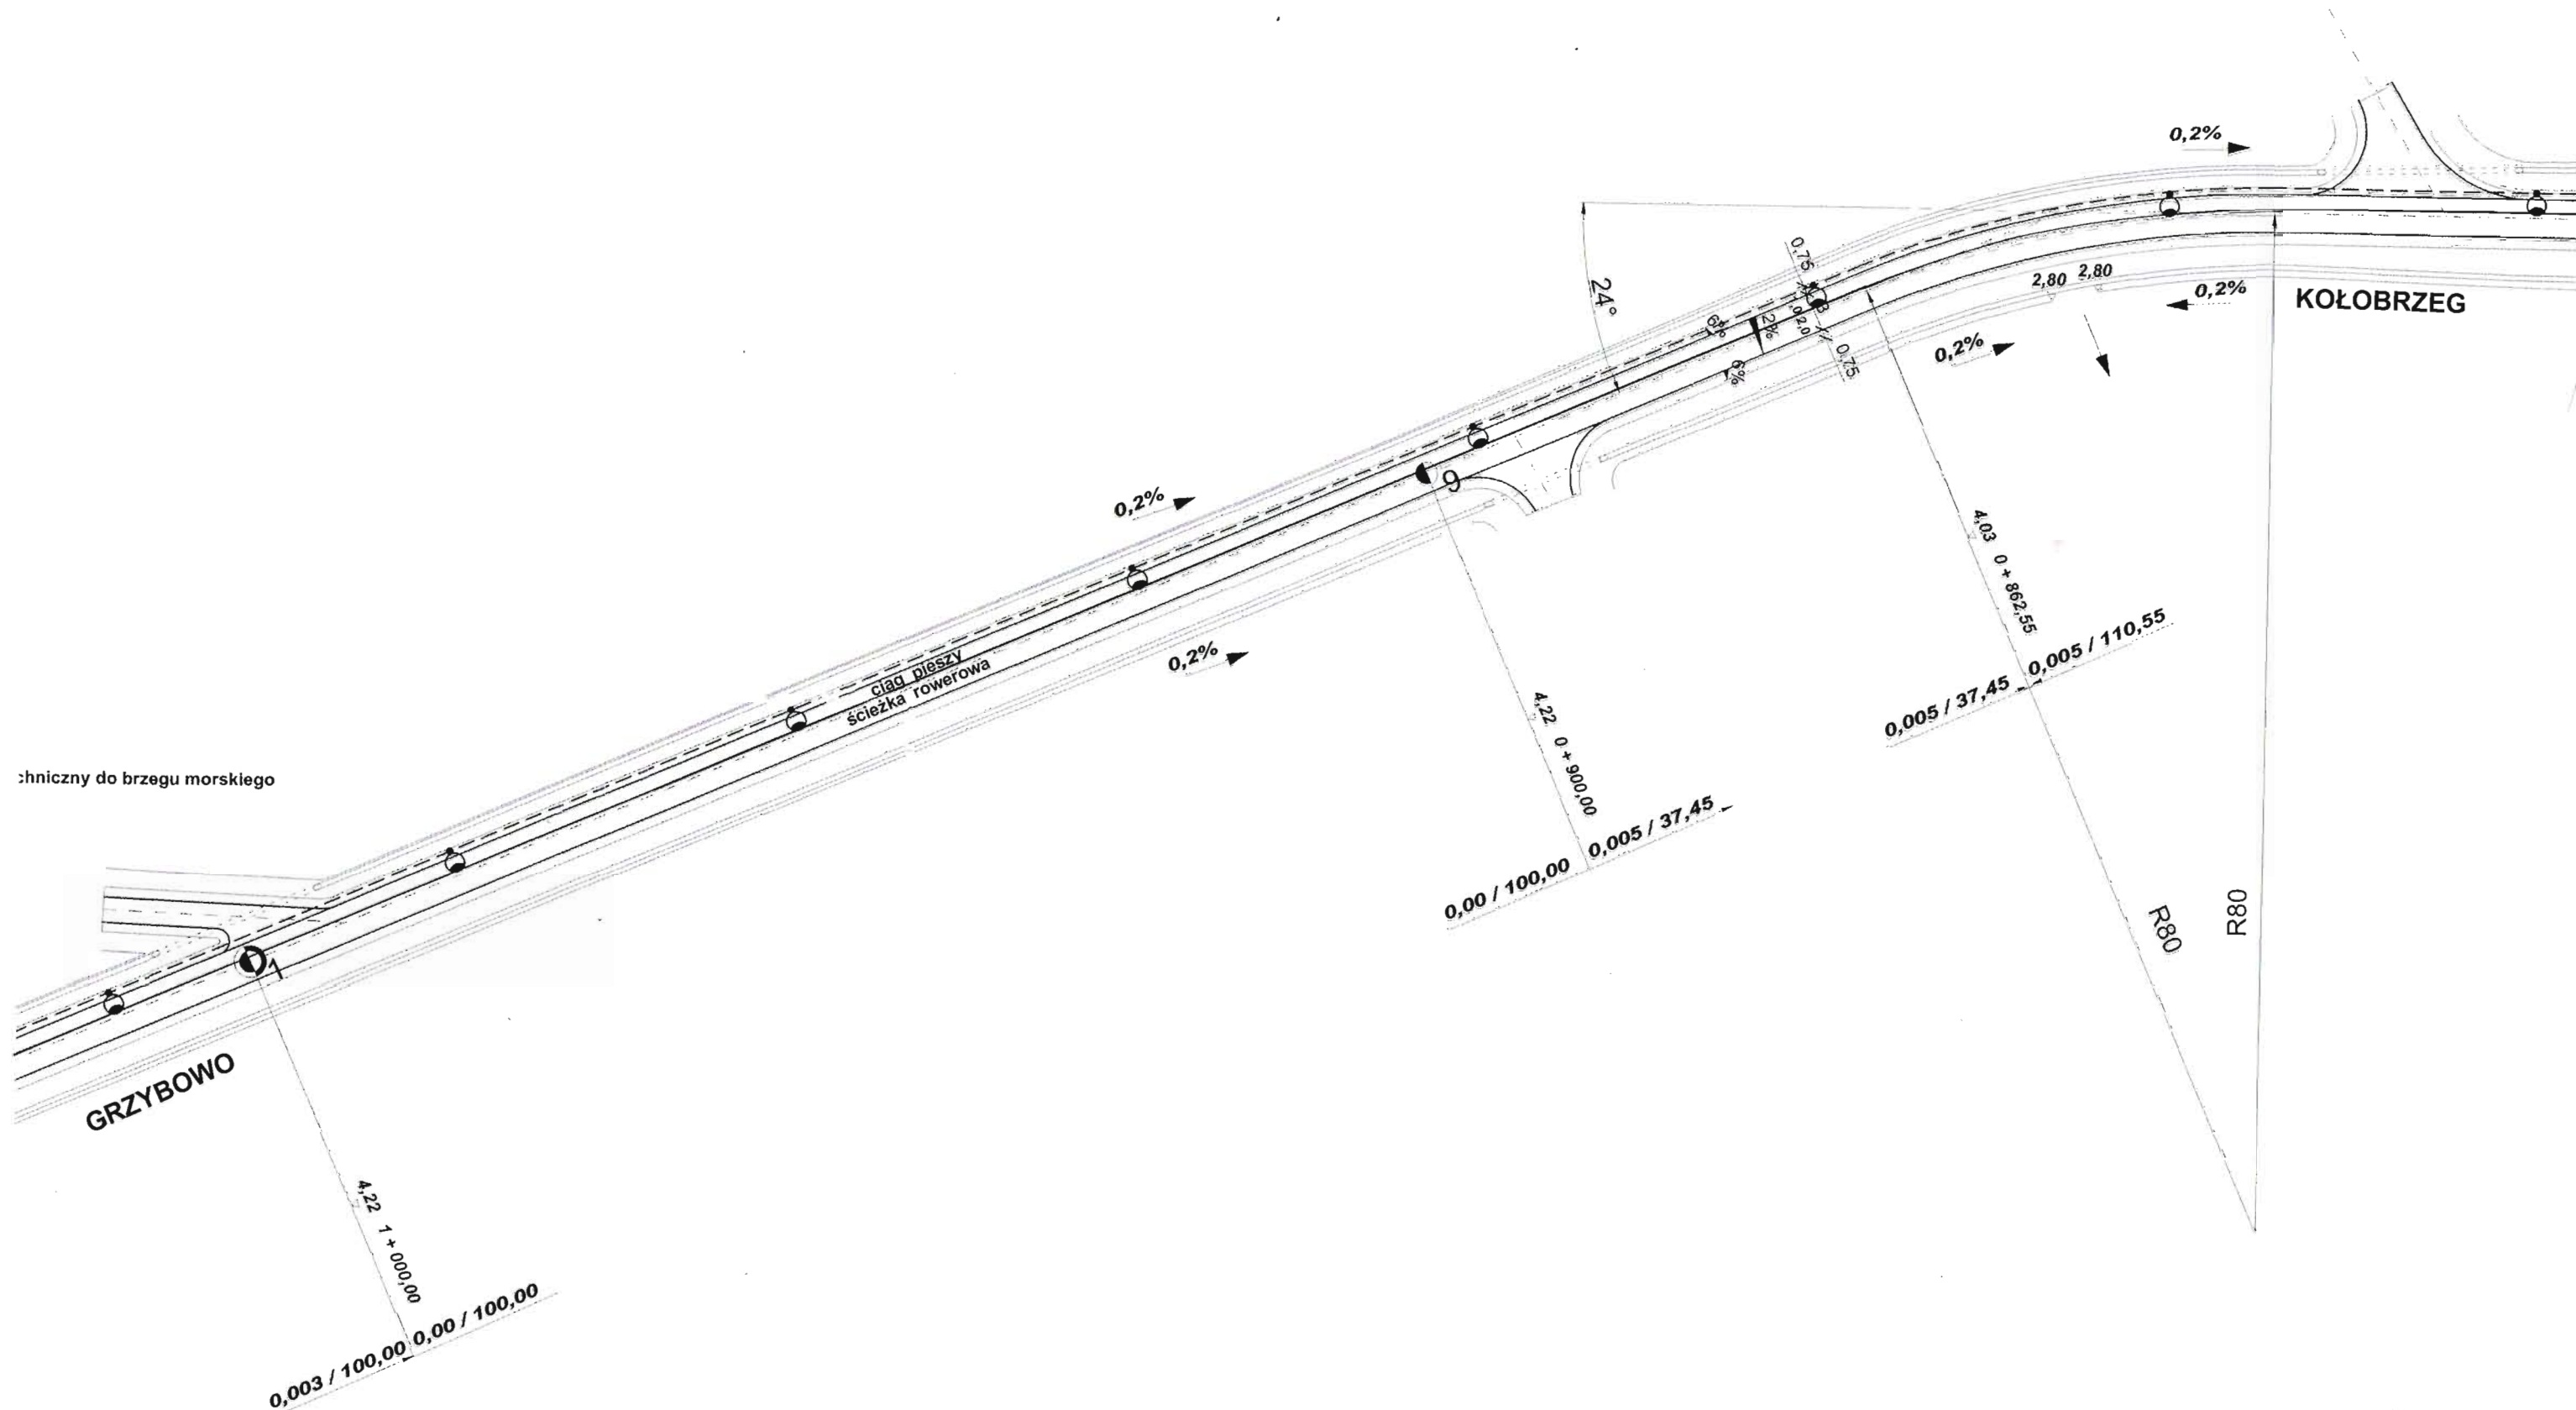 0,2%
24°
0,75
2%
6%
0,75
2,80 2,80
0,2%
0,2%
KOŁOBRZEG
0,2%
9
ciąg pieszy
ścieżka rowerowa
0,2%
4,03 0+862,55
0,005 / 37,45 0,005 / 110,55
4,22 0+900,00
0,00 / 100,00 0,005 / 37,45
R80
R80
chniczny do brzegu morskiego
1
GRZYBOWO
4,22 1+000,00
0,003 / 100,00 0,00 / 100,00